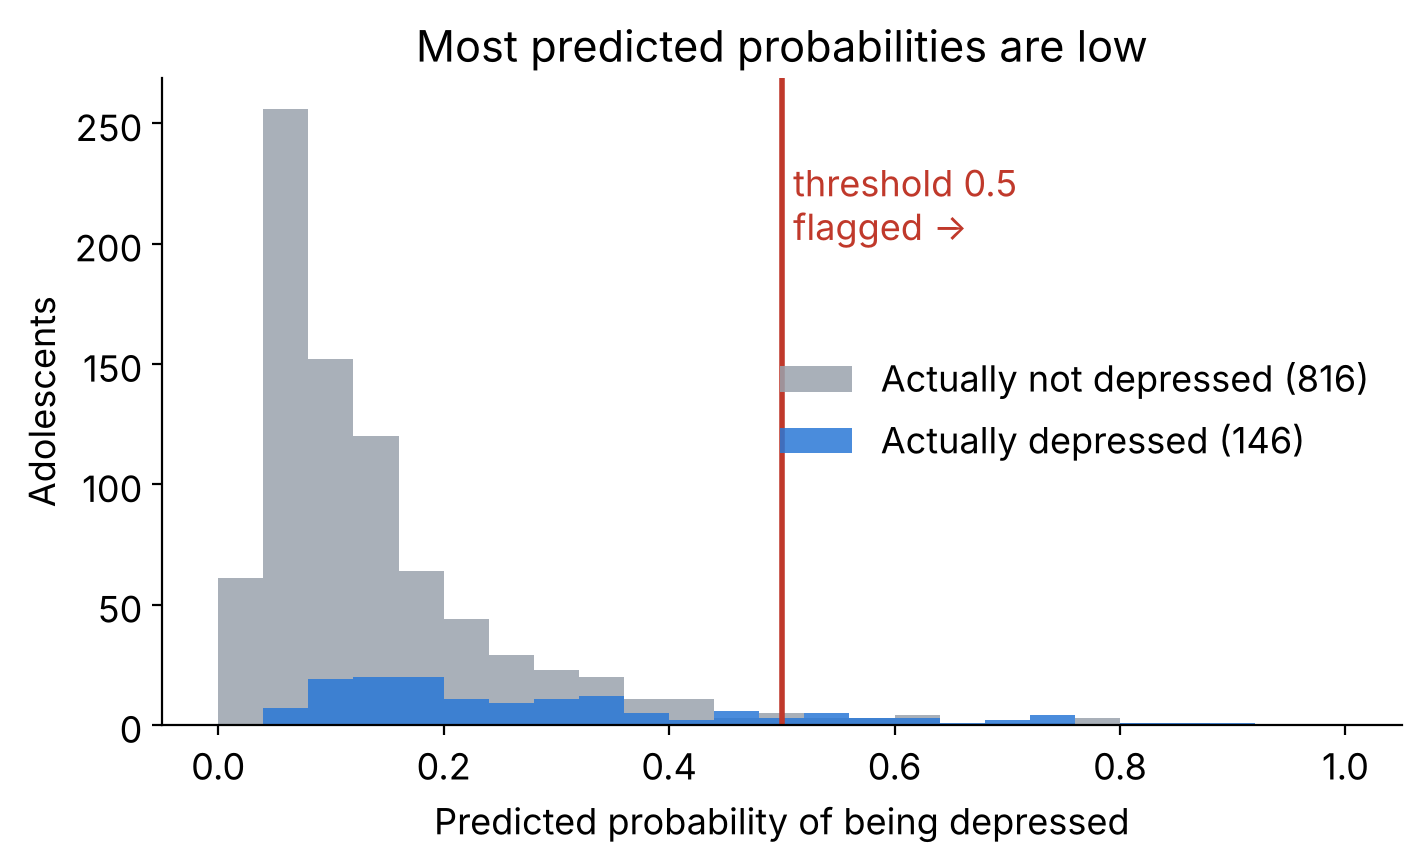 Most predicted probabilities are low
250
200
150
100
50
0
Adolescents
threshold 0.5
flagged →
Actually not depressed (816)
Actually depressed (146)
0.0 0.2 0.4 0.6 0.8 1.0
Predicted probability of being depressed